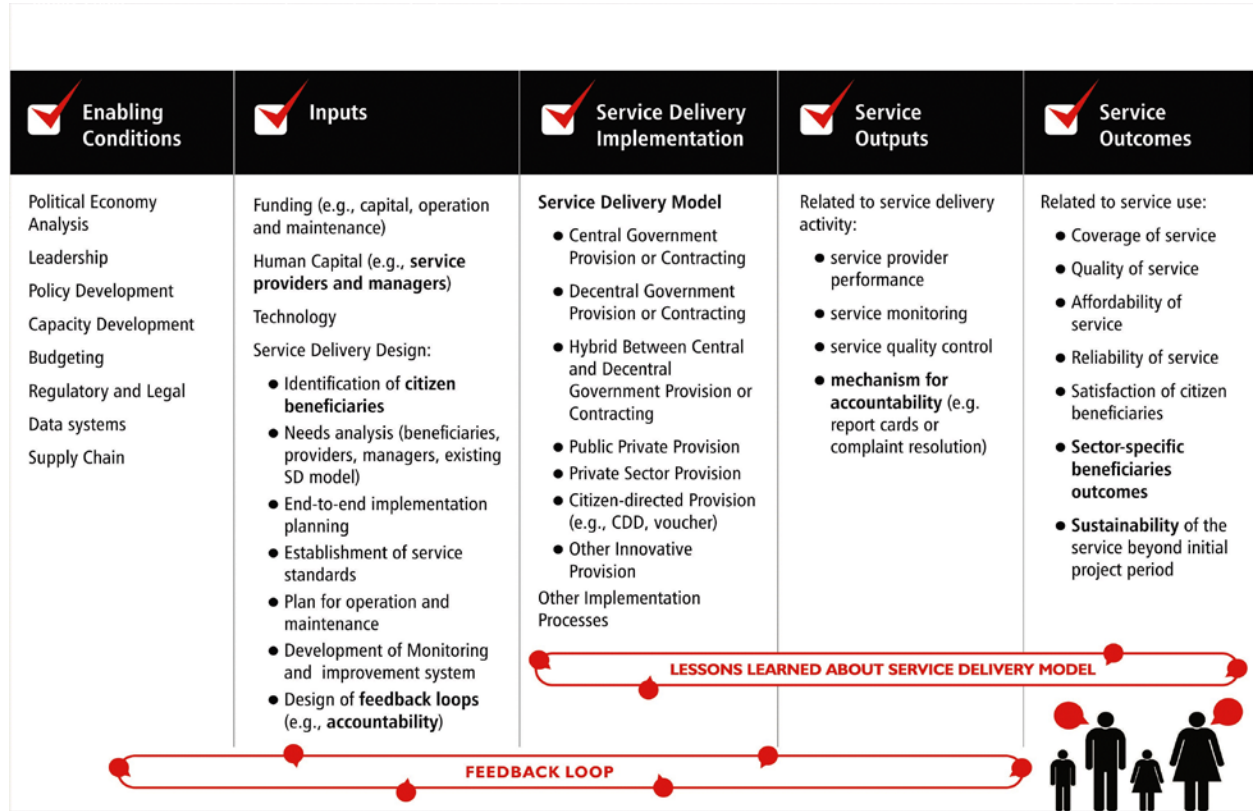 Enabling
Conditions
Inputs
Service Delivery
Implementation
Service
Outputs
Service
Outcomes
Political Economy
Analysis
Leadership
Policy Development
Capacity Development
Budgeting
Regulatory and Legal
Data systems
Supply Chain
Funding (e.g., capital, operation
and maintenance)
Human Capital (e.g., service
providers and managers)
Technology
Service Delivery Design:
● Identification of citizen
beneficiaries
● Needs analysis (beneficiaries,
providers, managers, existing
SD model)
● End-to-end implementation
planning
● Establishment of service
standards
● Plan for operation and
maintenance
● Development of Monitoring
and improvement system
● Design of feedback loops
(e.g., accountability)
Service Delivery Model
● Central Government
Provision or Contracting
● Decentral Government
Provision or Contracting
● Hybrid Between Central
and Decentral
Government Provision or
Contracting
● Public Private Provision
● Private Sector Provision
● Citizen-directed Provision
(e.g., CDD, voucher)
● Other Innovative
Provision
Other Implementation
Processes
Related to service delivery
activity:
● service provider
performance
● service monitoring
● service quality control
● mechanism for
accountability (e.g.
report cards or
complaint resolution)
Related to service use:
● Coverage of service
● Quality of service
● Affordability of
service
● Reliability of service
● Satisfaction of citizen
beneficiaries
● Sector-specific
beneficiaries
outcomes
● Sustainability of the
service beyond initial
project period
LESSONS LEARNED ABOUT SERVICE DELIVERY MODEL
FEEDBACK LOOP